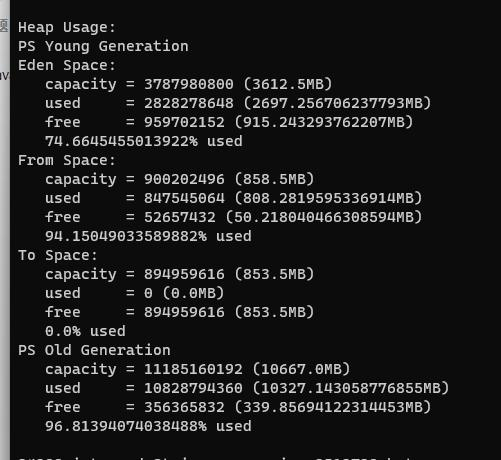 Heap Usage:
PS Young Generation
Eden Space:
capacity = 3787980800 (3612.5MB)
used = 2828278648 (2697.256706237793MB)
free = 959702152 (915.243293762207MB)
74.6645455013922% used
From Space:
capacity = 900202496 (858.5MB)
used = 847545064 (808.2819595336914MB)
free = 52657432 (50.218040466308594MB)
94.15049033589882% used
To Space:
capacity = 894959616 (853.5MB)
used = 0 (0.0MB)
free = 894959616 (853.5MB)
0.0% used
PS Old Generation
capacity = 11185160192 (10667.0MB)
used = 10828794360 (10327.143058776855MB)
free = 356365832 (339.85694122314453MB)
96.81394074038488% used